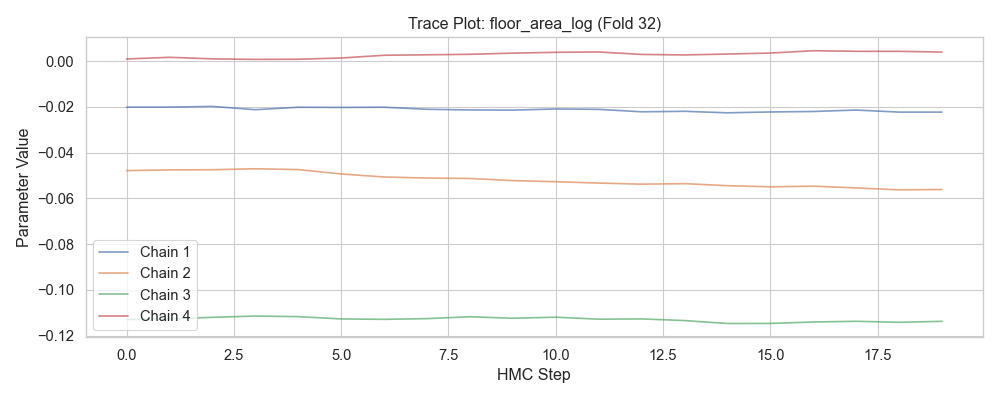 Trace Plot: floor_area_log (Fold 32)
Parameter Value
0.00
−0.02
−0.04
−0.06
−0.08
−0.10
−0.12
Chain 1
Chain 2
Chain 3
Chain 4
0.0 2.5 5.0 7.5 10.0 12.5 15.0 17.5
HMC Step